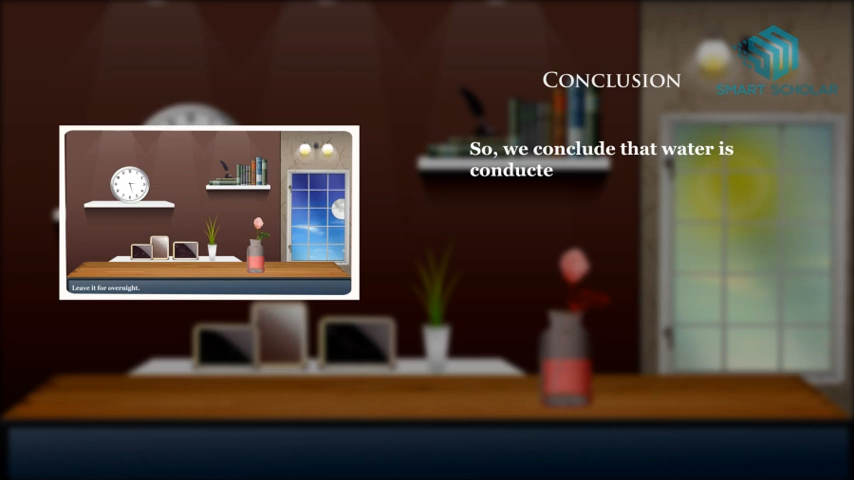 CONCLUSION
SMART SCHOLAR
So, we conclude that water is
conducte
Leave it for overnight.